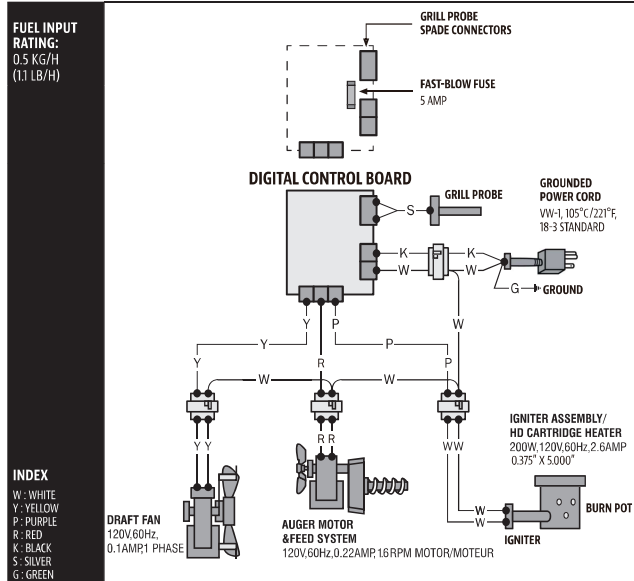 FUEL INPUT
RATING:
0.5 KG/H
(1.1 LB/H)
GRILL PROBE
SPADE CONNECTORS
FAST-BLOW FUSE
5 AMP
DIGITAL CONTROL BOARD
GRILL PROBE
S
GROUNDED
POWER CORD
VW-1, 105°C/221°F,
18-3 STANDARD
K K
W W
G GROUND
Y R P
W
Y P
Y R P
W W
Y Y R R W W
IGNITER ASSEMBLY/
HD CARTRIDGE HEATER
200W,120V,60Hz,2.6AMP
0.375" X 5.000"
BURN POT
W
W
IGNITER
DRAFT FAN
120V,60Hz,
0.1AMP,1 PHASE
AUGER MOTOR
&FEED SYSTEM
120V,60Hz,0.22AMP, 1.6 RPM MOTOR/MOTEUR
INDEX
W : WHITE
Y : YELLOW
P : PURPLE
R : RED
K : BLACK
S : SILVER
G : GREEN